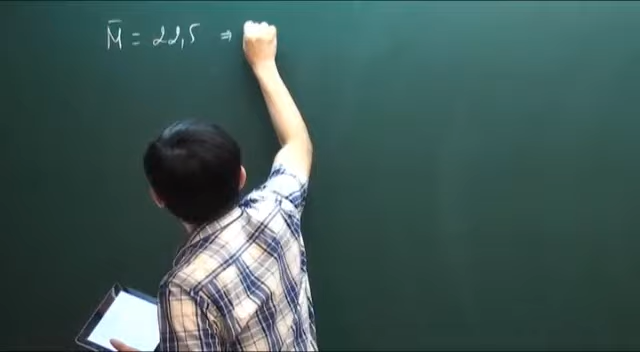 M̄ = 22,5 ⇒